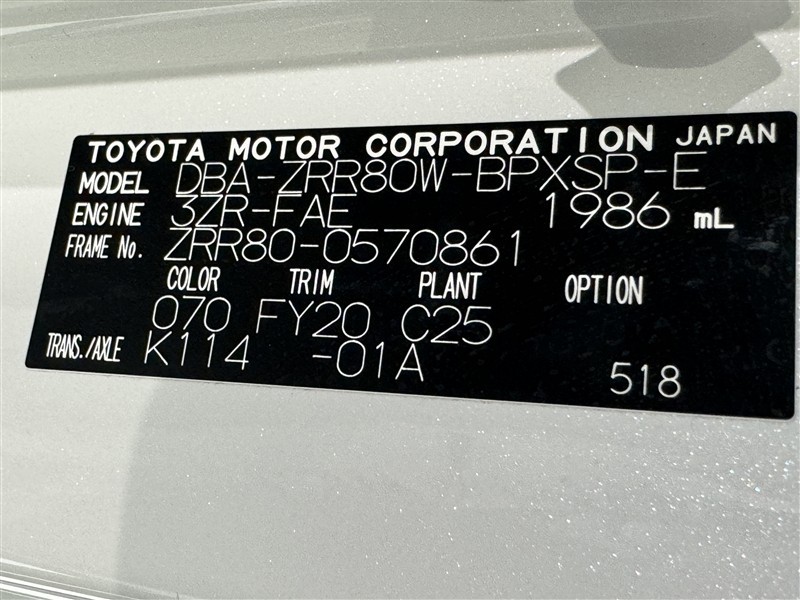 TOYOTA MOTOR CORPORATION JAPAN
MODEL DBA-ZRR80W-BPXSP-E
ENGINE 3ZR-FAE 1986 mL
FRAME No. ZRR80-0570861
COLOR TRIM PLANT OPTION
070 FY20 C25
TRANS./AXLE K114 -01A 518